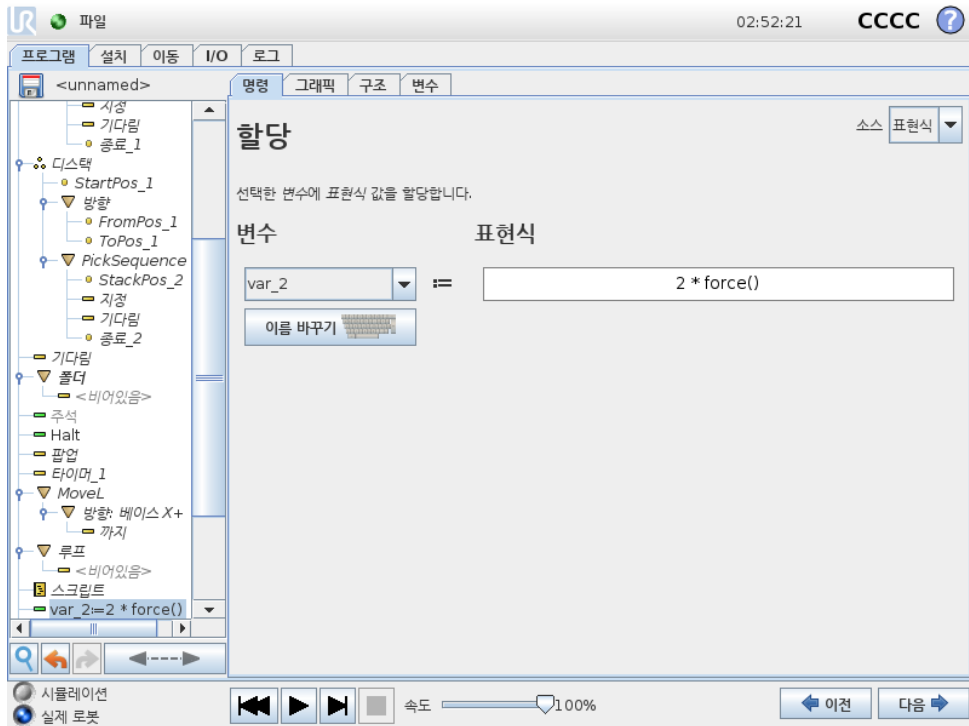 UR 파일 02:52:21 CCCC ?
프로그램 설치 이동 I/O 로그
<unnamed>
명령 그래픽 구조 변수
지정
기다림
종료_1
디스택
StartPos_1
방향
FromPos_1
ToPos_1
PickSequence
StackPos_2
지정
기다림
종료_2
기다림
폴더
<비어있음>
주석
Halt
팝업
타이머_1
MoveL
방향: 베이스 X+
까지
루프
<비어있음>
스크립트
var_2:=2 * force()
할당
소스 표현식
선택한 변수에 표현식 값을 할당합니다.
변수 표현식
var_2 := 2 * force()
이름 바꾸기
시뮬레이션
실제 로봇
속도 100%
이전 다음